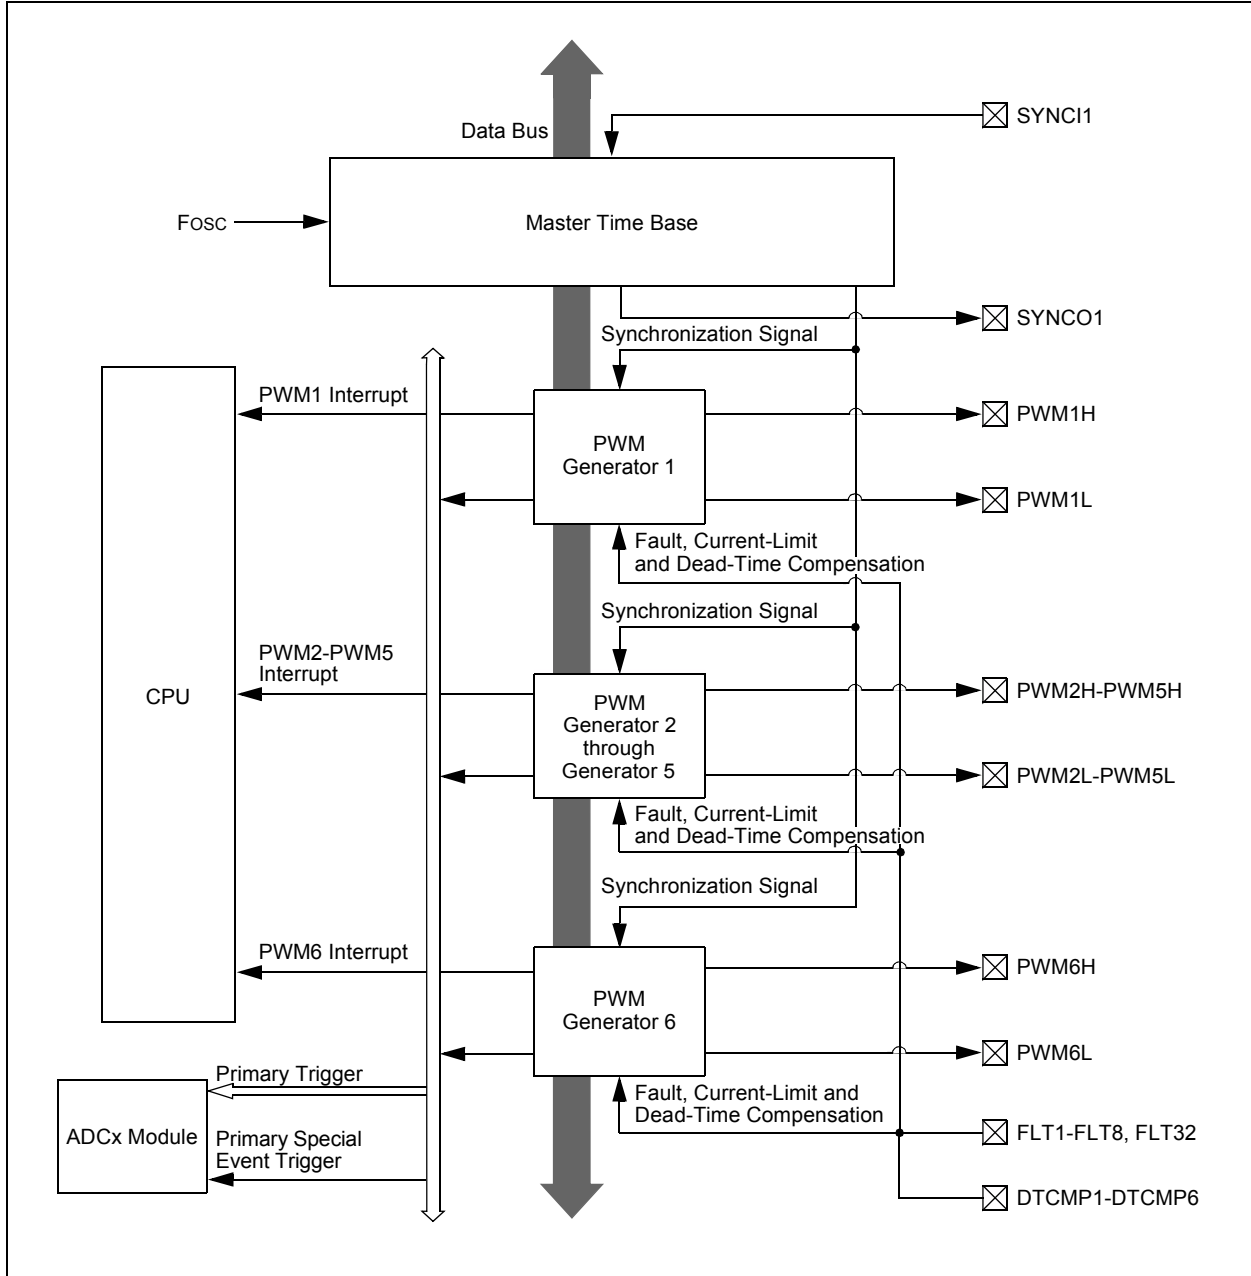 SYNCI1
Data Bus
Master Time Base
FOSC
SYNCO1
Synchronization Signal
PWM1 Interrupt
PWM1H
PWM
Generator 1
PWM1L
Fault, Current-Limit
and Dead-Time Compensation
Synchronization Signal
PWM2-PWM5
Interrupt
CPU
PWM
Generator 2
through
Generator 5
PWM2H-PWM5H
PWM2L-PWM5L
Fault, Current-Limit
and Dead-Time Compensation
Synchronization Signal
PWM6 Interrupt
PWM6H
PWM
Generator 6
PWM6L
Primary Trigger
Fault, Current-Limit and
Dead-Time Compensation
ADCx Module
Primary Special
Event Trigger
FLT1-FLT8, FLT32
DTCMP1-DTCMP6